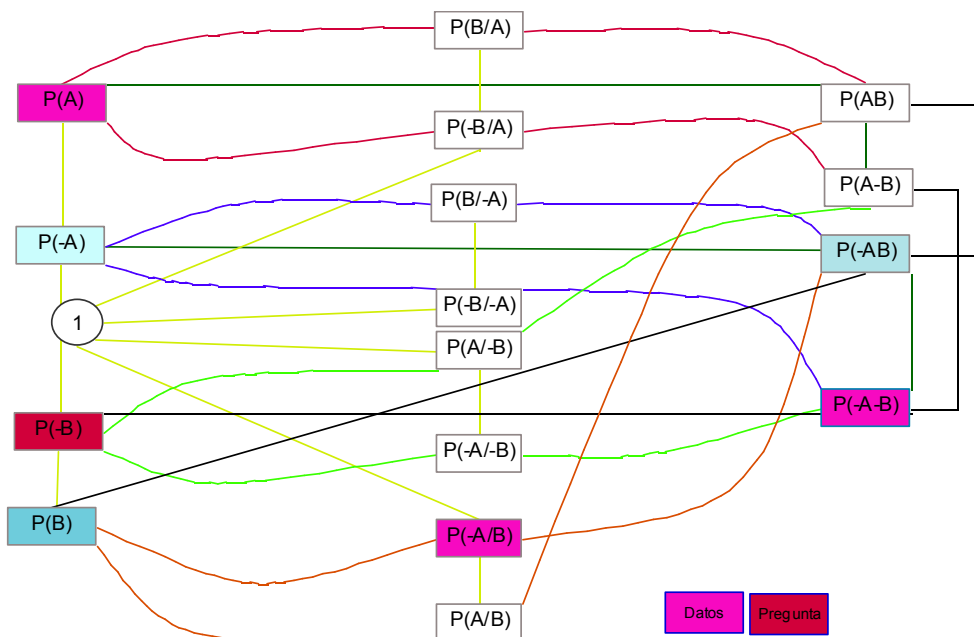 P(B/A)
P(A)
P(AB)
P(-B/A)
P(A-B)
P(B/-A)
P(-A)
P(-AB)
P(-B/-A)
1
P(A/-B)
P(-A-B)
P(-B)
P(-A/-B)
P(B)
P(-A/B)
P(A/B)
Datos
Pregunta